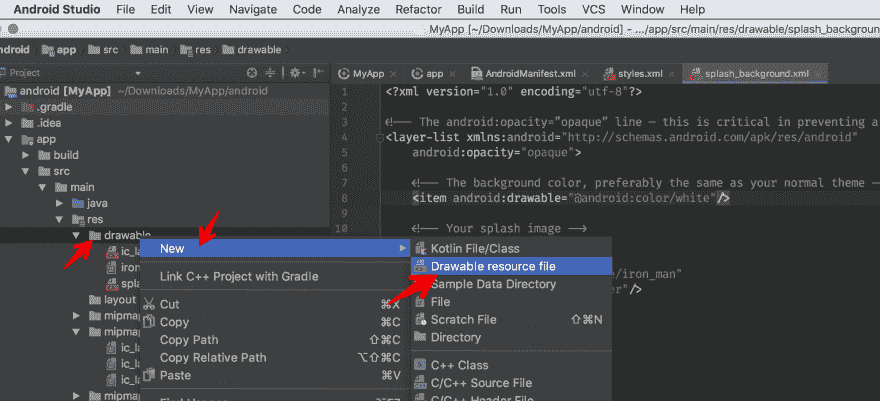 Android Studio File Edit View Navigate Code Analyze Refactor Build Run Tools VCS Window Help
MyApp [~/Downloads/MyApp/android] - .../app/src/main/res/drawable/splash_background
ndroid app src main res drawable
Project
MyApp app AndroidManifest.xml styles.xml splash_background.xml
android [MyApp] ~/Downloads/MyApp/android
.gradle
.idea
app
build
src
main
java
res
drawable
ic_la
iron
spla
layout
mipmap
mipmap
ic_la
ic_la
ic_la
mipmap
1 <?xml version="1.0" encoding="utf-8"?>
2
3 <!-- The android:opacity="opaque" line — this is critical in preventing a
4 <layer-list xmlns:android="http://schemas.android.com/apk/res/android"
5 android:opacity="opaque">
6
7 <!-- The background color, preferably the same as your normal theme -
8 <item android:drawable="@android:color/white"/>
9
10 <!-- Your splash image -->
/iron_man"
er"/>
New
Link C++ Project with Gradle
Cut ⌘X
Copy ⌘C
Copy Path ⇧⌘C
Copy Relative Path ⌥⇧⌘C
Paste ⌘V
Kotlin File/Class
Drawable resource file
Sample Data Directory
File
Scratch File ⇧⌘N
Directory
C++ Class
C/C++ Source File
C/C++ Header File